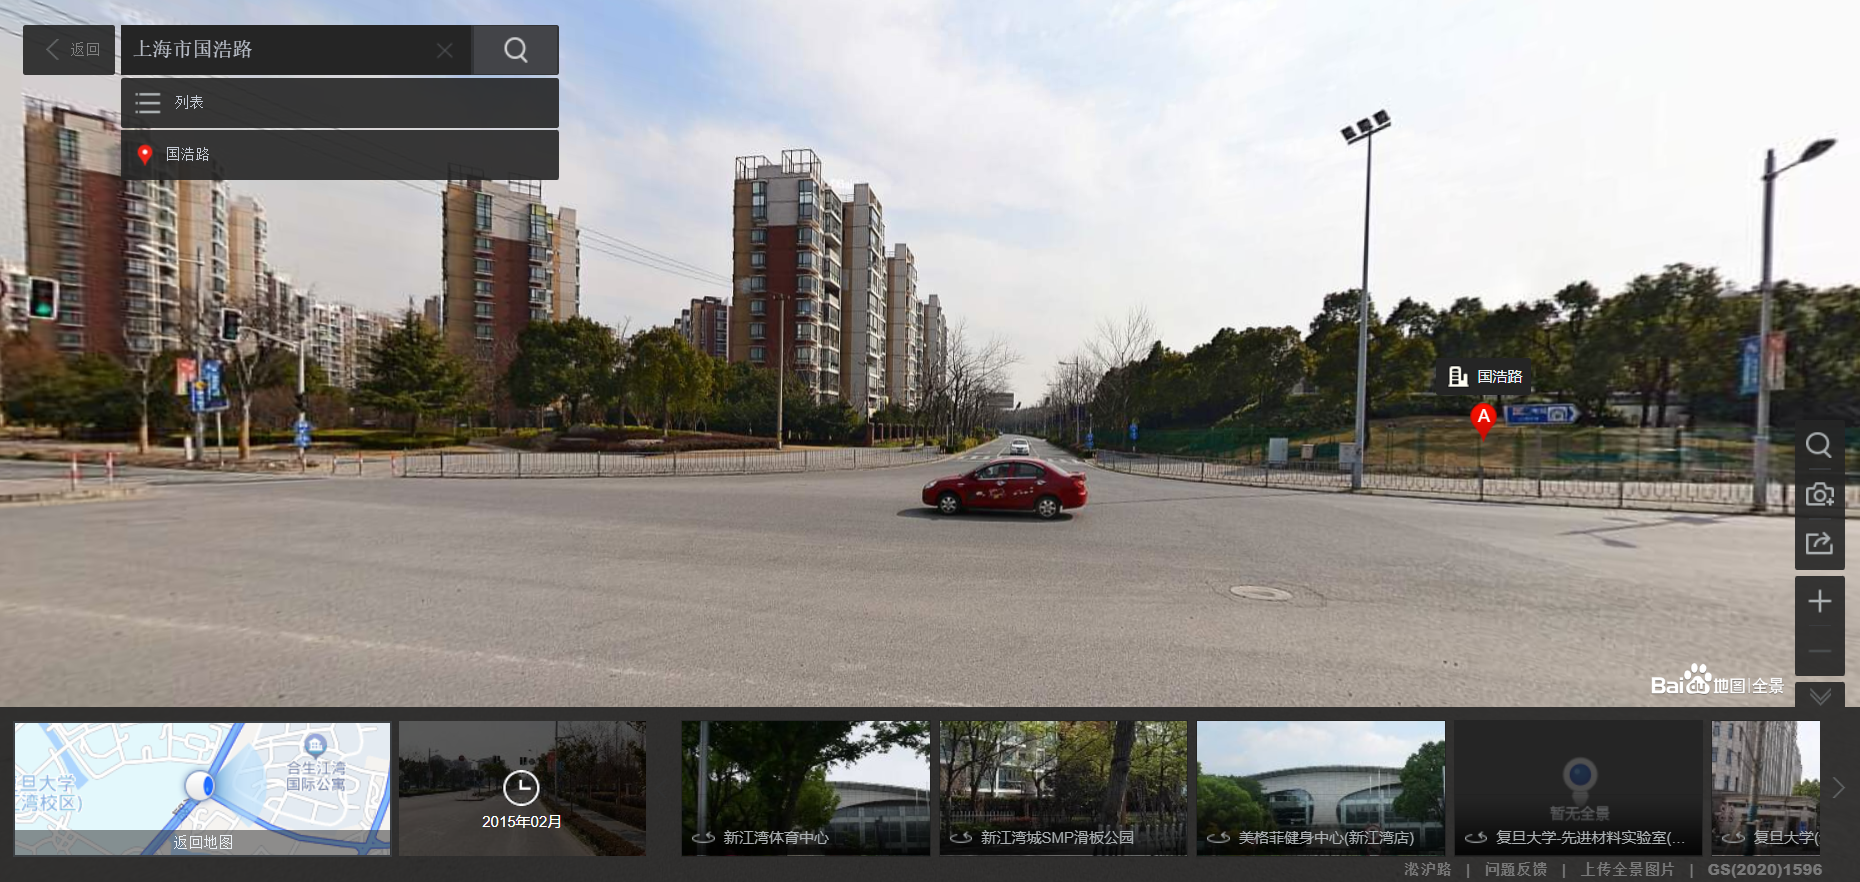 返回
上海市国浩路
列表
国浩路
国浩路
A
Bai du 地图 全景
复旦大学
湾校区)
合生江湾
国际公寓
返回地图
2015年02月
新江湾体育中心
新江湾城SMP滑板公园
美格菲健身中心(新江湾店)
暂无全景
复旦大学-先进材料实验室(...
复旦大学(
淞沪路 | 问题反馈 | 上传全景图片 | GS(2020)1596